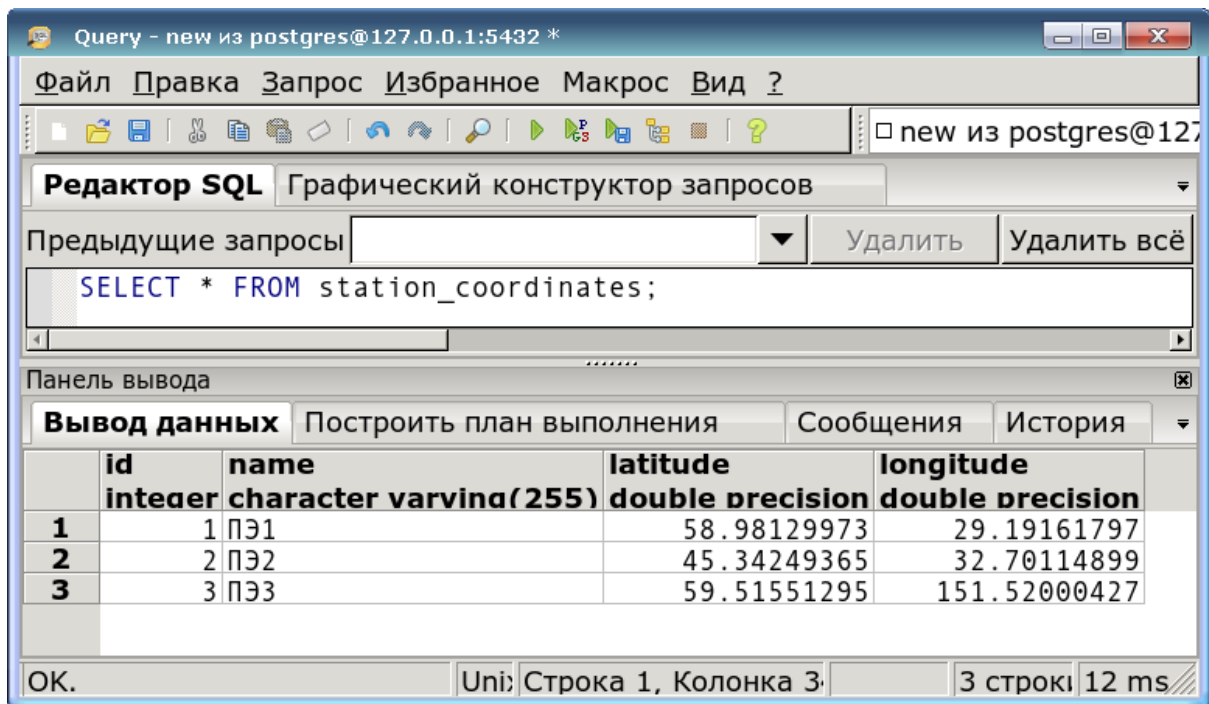 Query - new из postgres@127.0.0.1:5432 *
Файл Правка Запрос Избранное Макрос Вид ?
new из postgres@127
Редактор SQL Графический конструктор запросов
Предыдущие запросы Удалить Удалить всё
SELECT * FROM station_coordinates;
Панель вывода
Вывод данных Построить план выполнения Сообщения История
id name latitude longitude
integer character varying(255) double precision double precision
1 1 ПЭ1 58.98129973 29.19161797
2 2 ПЭ2 45.34249365 32.70114899
3 3 ПЭ3 59.51551295 151.52000427
OK. Unix Строка 1, Колонка 3 3 строки 12 ms